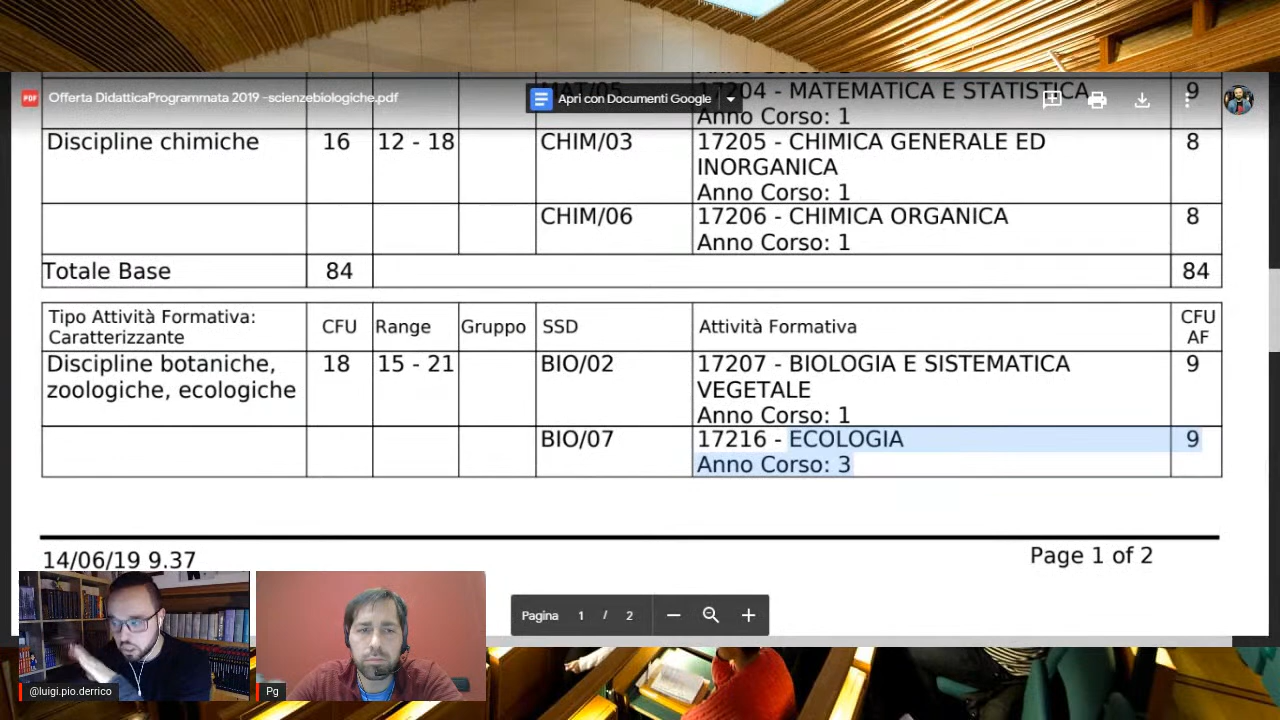 PDF Offerta DidatticaProgrammata 2019 -scienzebiologiche.pdf
Apri con Documenti Google
MAT/05 17204 - MATEMATICA E STATISTICA 9
Anno Corso: 1
Discipline chimiche 16 12 - 18 CHIM/03 17205 - CHIMICA GENERALE ED 8
INORGANICA
Anno Corso: 1
CHIM/06 17206 - CHIMICA ORGANICA 8
Anno Corso: 1
Totale Base 84 84
Tipo Attività Formativa:
Caratterizzante
CFU Range Gruppo SSD Attività Formativa
CFU
AF
Discipline botaniche, 18 15 - 21 BIO/02 17207 - BIOLOGIA E SISTEMATICA 9
zoologiche, ecologiche VEGETALE
Anno Corso: 1
BIO/07 17216 - ECOLOGIA 9
Anno Corso: 3
14/06/19 9.37 Page 1 of 2
Pagina 1 / 2
@luigi.pio.derrico
Pg